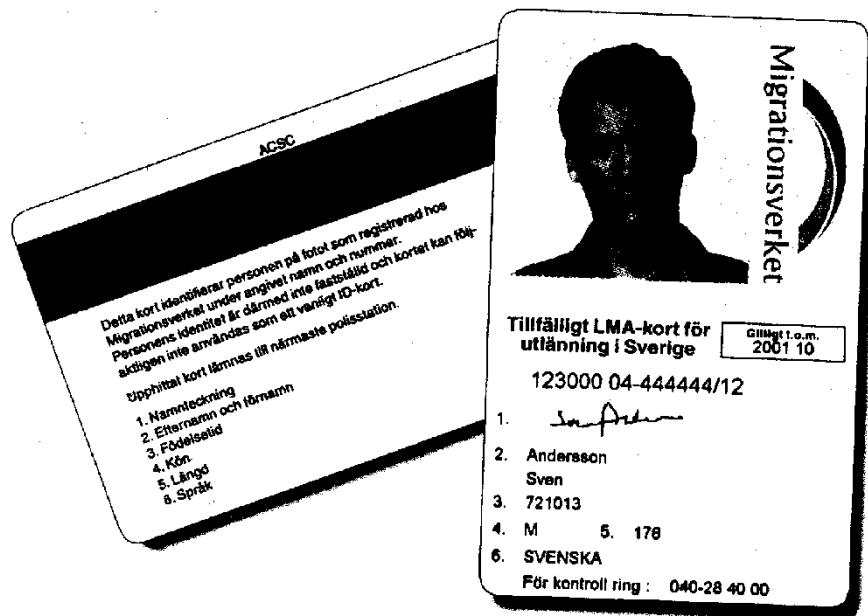 ACSC
Detta kort identifierar personen på fotot som registrerad hos
Migrationsverket under angivet namn och nummer.
Personens identitet är därmed inte fastställd och kortet kan följ-
aktligen inte användas som ett vanligt ID-kort.
Upphittat kort lämnas till närmaste polisstation.
1. Namnteckning
2. Efternamn och förnamn
3. Födelsetid
4. Kön
5. Längd
6. Språk
Migrationsverket
Tillfälligt LMA-kort för
utlänning i Sverige
Giltigt t.o.m.
2001 10
123000 04-444444/12
1.
2. Andersson
Sven
3. 721013
4. M 5. 176
6. SVENSKA
För kontroll ring : 040-28 40 00